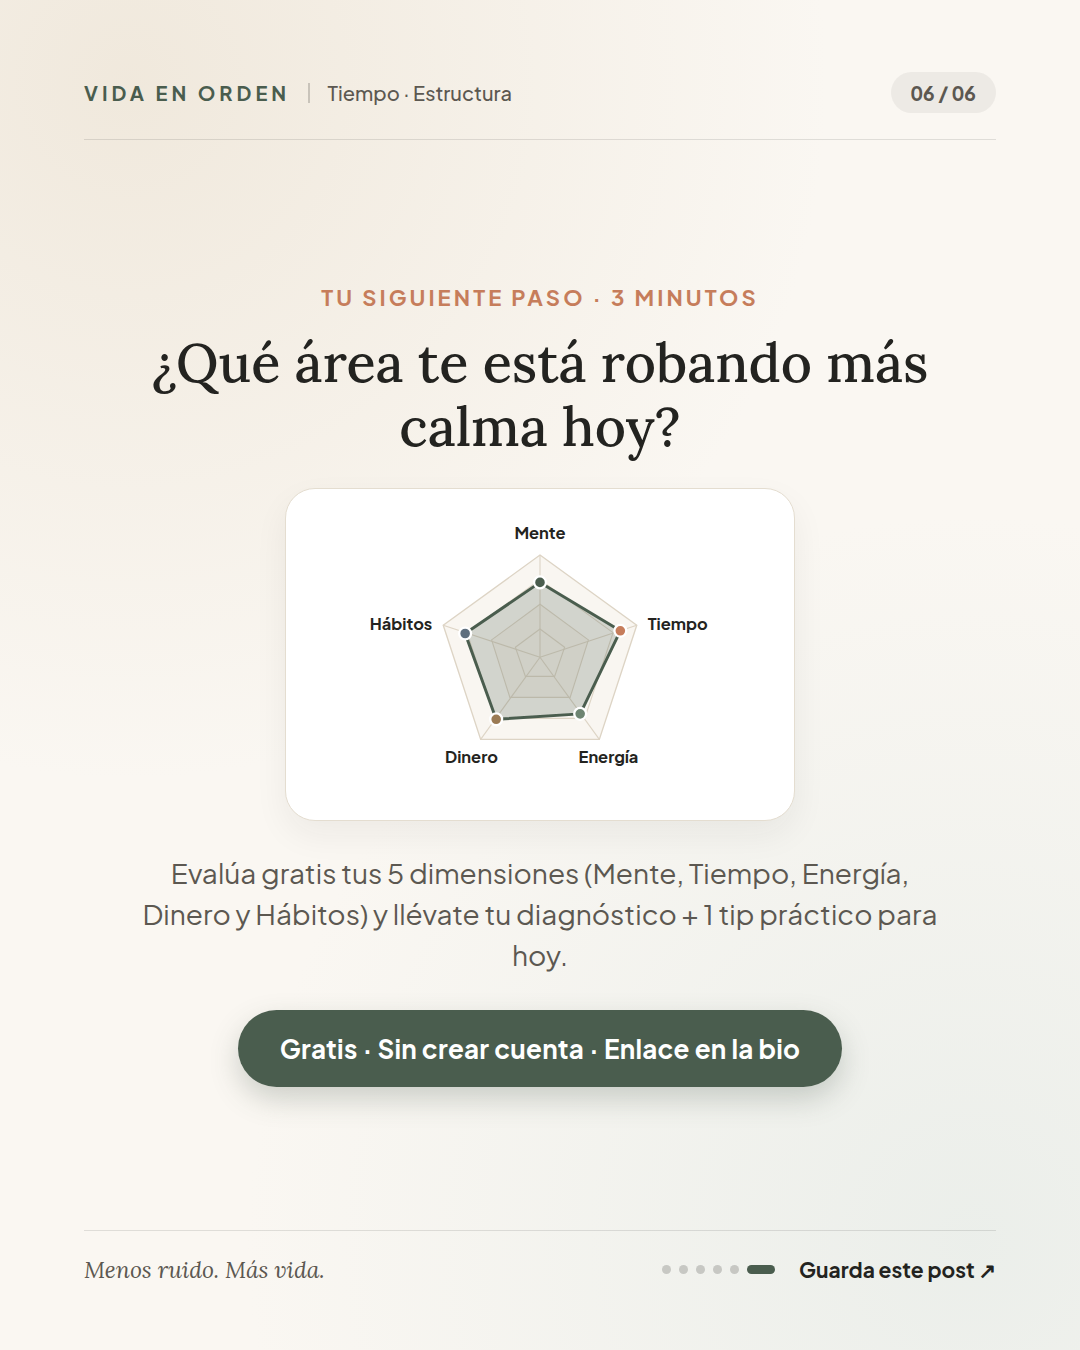 VIDA EN ORDEN | Tiempo · Estructura
06 / 06
TU SIGUIENTE PASO · 3 MINUTOS
¿Qué área te está robando más
calma hoy?
Mente
Hábitos
Tiempo
Dinero
Energía
Evalúa gratis tus 5 dimensiones (Mente, Tiempo, Energía,
Dinero y Hábitos) y llévate tu diagnóstico + 1 tip práctico para
hoy.
Gratis · Sin crear cuenta · Enlace en la bio
Menos ruido. Más vida.
Guarda este post ↗